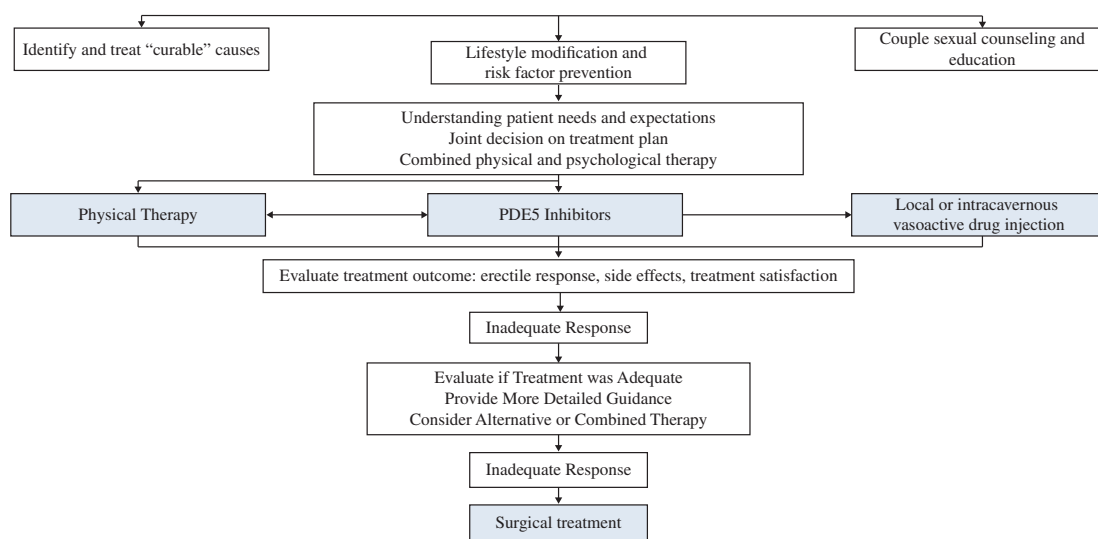 Identify and treat “curable” causes
Lifestyle modification and
risk factor prevention
Couple sexual counseling and
education
Understanding patient needs and expectations
Joint decision on treatment plan
Combined physical and psychological therapy
Physical Therapy
PDE5 Inhibitors
Local or intracavernous
vasoactive drug injection
Evaluate treatment outcome: erectile response, side effects, treatment satisfaction
Inadequate Response
Evaluate if Treatment was Adequate
Provide More Detailed Guidance
Consider Alternative or Combined Therapy
Inadequate Response
Surgical treatment